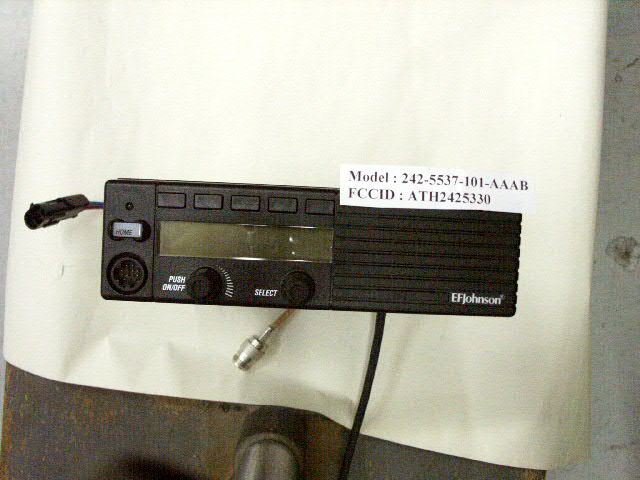 Model : 242-5537-101-AAAB
FCCID : ATH2425330
HOME
PUSH
ON/OFF
SELECT
EFJohnson